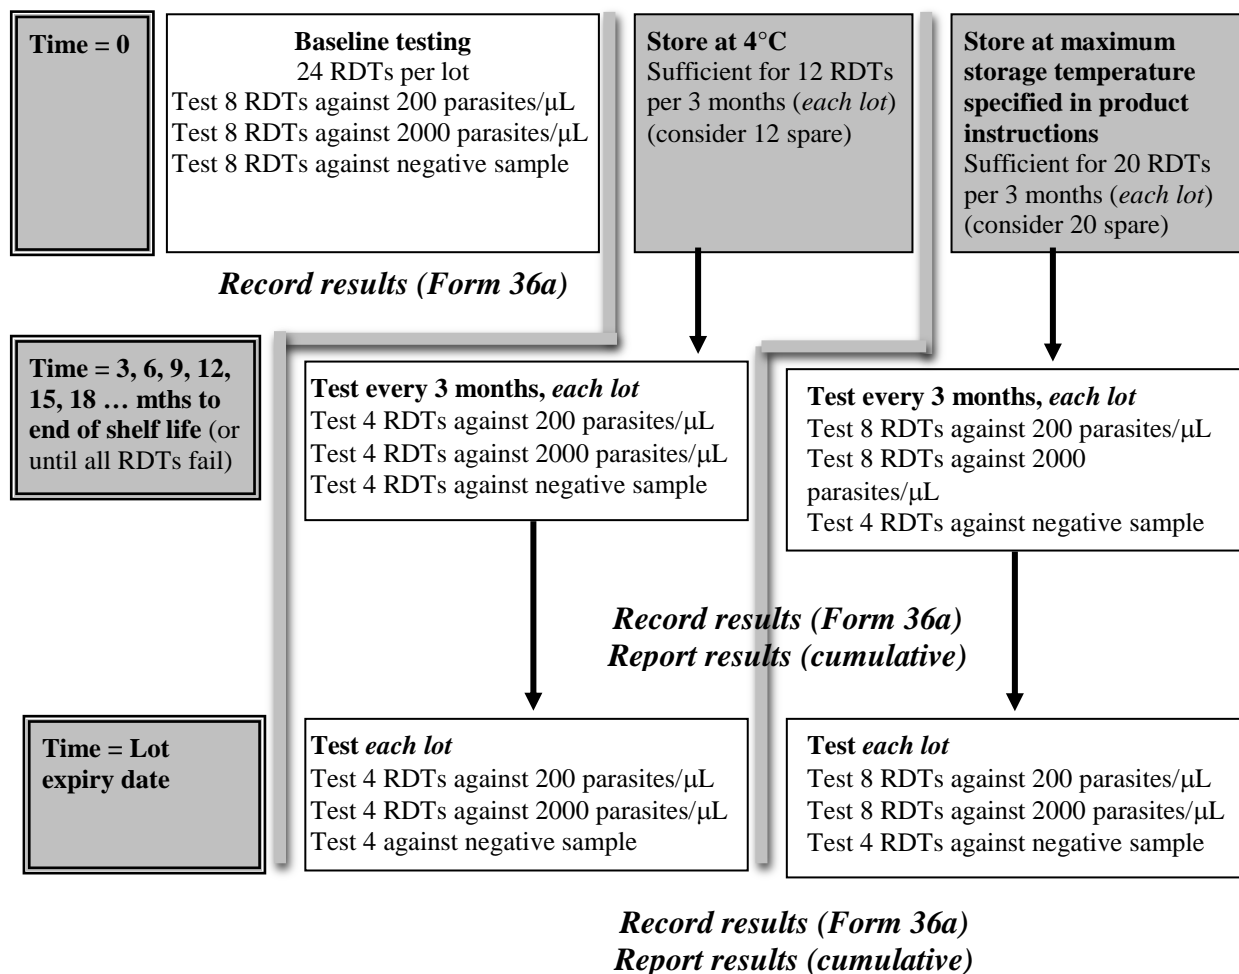 Time = 0
Baseline testing
24 RDTs per lot
Test 8 RDTs against 200 parasites/μL
Test 8 RDTs against 2000 parasites/μL
Test 8 RDTs against negative sample
Store at 4°C
Sufficient for 12 RDTs
per 3 months (each lot)
(consider 12 spare)
Store at maximum
storage temperature
specified in product
instructions
Sufficient for 20 RDTs
per 3 months (each lot)
(consider 20 spare)
Record results (Form 36a)
Time = 3, 6, 9, 12,
15, 18 … mths to
end of shelf life (or
until all RDTs fail)
Test every 3 months, each lot
Test 4 RDTs against 200 parasites/μL
Test 4 RDTs against 2000 parasites/μL
Test 4 RDTs against negative sample
Test every 3 months, each lot
Test 8 RDTs against 200 parasites/μL
Test 8 RDTs against 2000
parasites/μL
Test 4 RDTs against negative sample
Record results (Form 36a)
Report results (cumulative)
Time = Lot
expiry date
Test each lot
Test 4 RDTs against 200 parasites/μL
Test 4 RDTs against 2000 parasites/μL
Test 4 against negative sample
Test each lot
Test 8 RDTs against 200 parasites/μL
Test 8 RDTs against 2000 parasites/μL
Test 4 RDTs against negative sample
Record results (Form 36a)
Report results (cumulative)